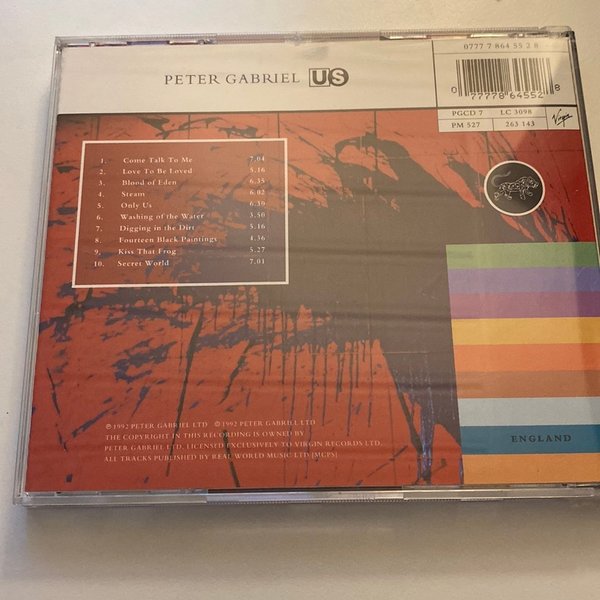 0777 7 864 55 2 8
PETER GABRIEL US
0 77778 64552 8
PGCD 7 LC 3098
PM 527 263 143 Virgin
1. Come Talk To Me 7.04
2. Love To Be Loved 5.16
3. Blood of Eden 6.35
4. Steam 6.02
5. Only Us 6.30
6. Washing of the Water 3.50
7. Digging in the Dirt 5.16
8. Fourteen Black Paintings 4.36
9. Kiss That Frog 5.27
10. Secret World 7.01
℗ 1992 PETER GABRIEL LTD © 1992 PETER GABRIEL LTD
THE COPYRIGHT IN THIS RECORDING IS OWNED BY
PETER GABRIEL LTD. LICENSED EXCLUSIVELY TO VIRGIN RECORDS LTD.
ALL TRACKS PUBLISHED BY REAL WORLD MUSIC LTD [MCPS]
ENGLAND